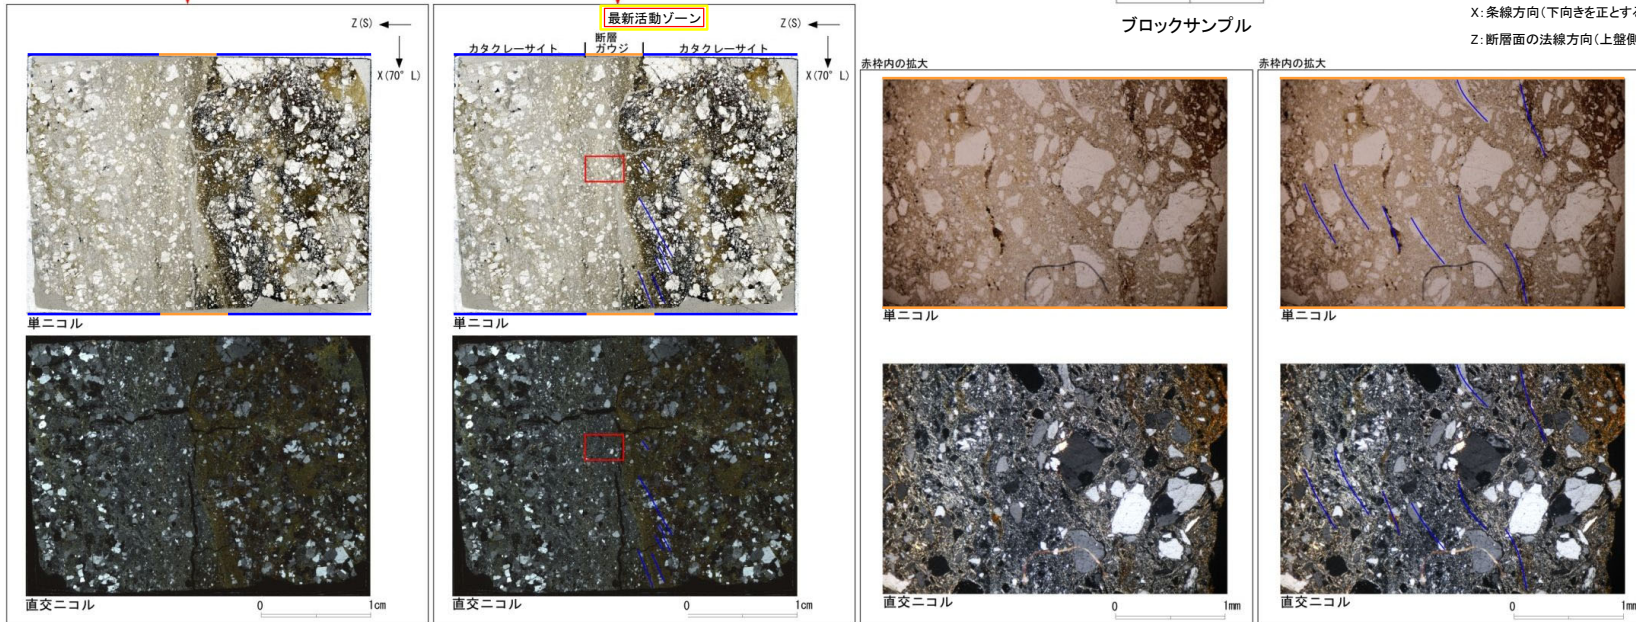 最新活動ゾーン
ブロックサンプル
X:条線方向(下向きを正とする
Z:断層面の法線方向(上盤側
Z(S)
X(70° L)
単ニコル
直交ニコル
0 1cm
Z(S)
カタクレーサイト
断層
ガウジ
カタクレーサイト
X(70° L)
単ニコル
直交ニコル
0 1cm
赤枠内の拡大
単ニコル
直交ニコル
0 1mm
赤枠内の拡大
単ニコル
直交ニコル
0 1mm